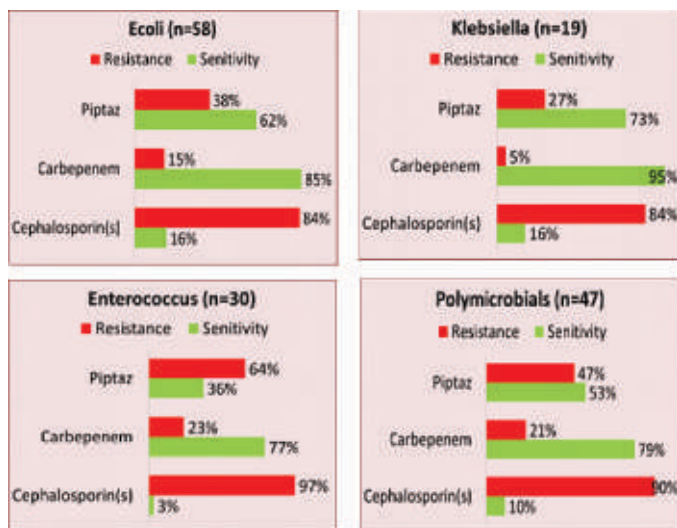 Ecoli (n=58)
Resistance Senitivity
Piptaz 38%
62%
Carbepenem 15%
85%
Cephalosporin(s) 84%
16%
Klebsiella (n=19)
Resistance Senitivity
Piptaz 27%
73%
Carbepenem 5%
95%
Cephalosporin(s) 84%
16%
Enterococcus (n=30)
Resistance Senitivity
Piptaz 64%
36%
Carbepenem 23%
77%
Cephalosporin(s) 97%
3%
Polymicrobials (n=47)
Resistance Senitivity
Piptaz 47%
53%
Carbepenem 21%
79%
Cephalosporin(s) 90%
10%